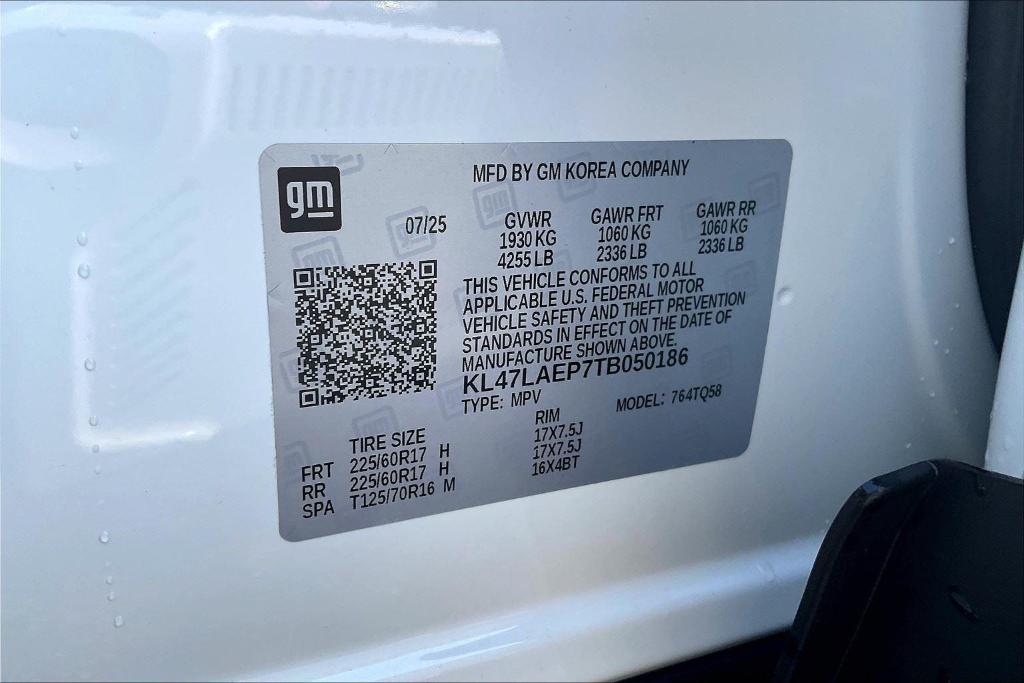 gm
MFD BY GM KOREA COMPANY
07/25
GVWR GAWR FRT GAWR RR
1930 KG 1060 KG 1060 KG
4255 LB 2336 LB 2336 LB
THIS VEHICLE CONFORMS TO ALL
APPLICABLE U.S. FEDERAL MOTOR
VEHICLE SAFETY AND THEFT PREVENTION
STANDARDS IN EFFECT ON THE DATE OF
MANUFACTURE SHOWN ABOVE.
KL47LAEP7TB050186
TYPE: MPV MODEL: 764TQ58
TIRE SIZE RIM
FRT 225/60R17 H 17X7.5J
RR 225/60R17 H 17X7.5J
SPA T125/70R16 M 16X4BT